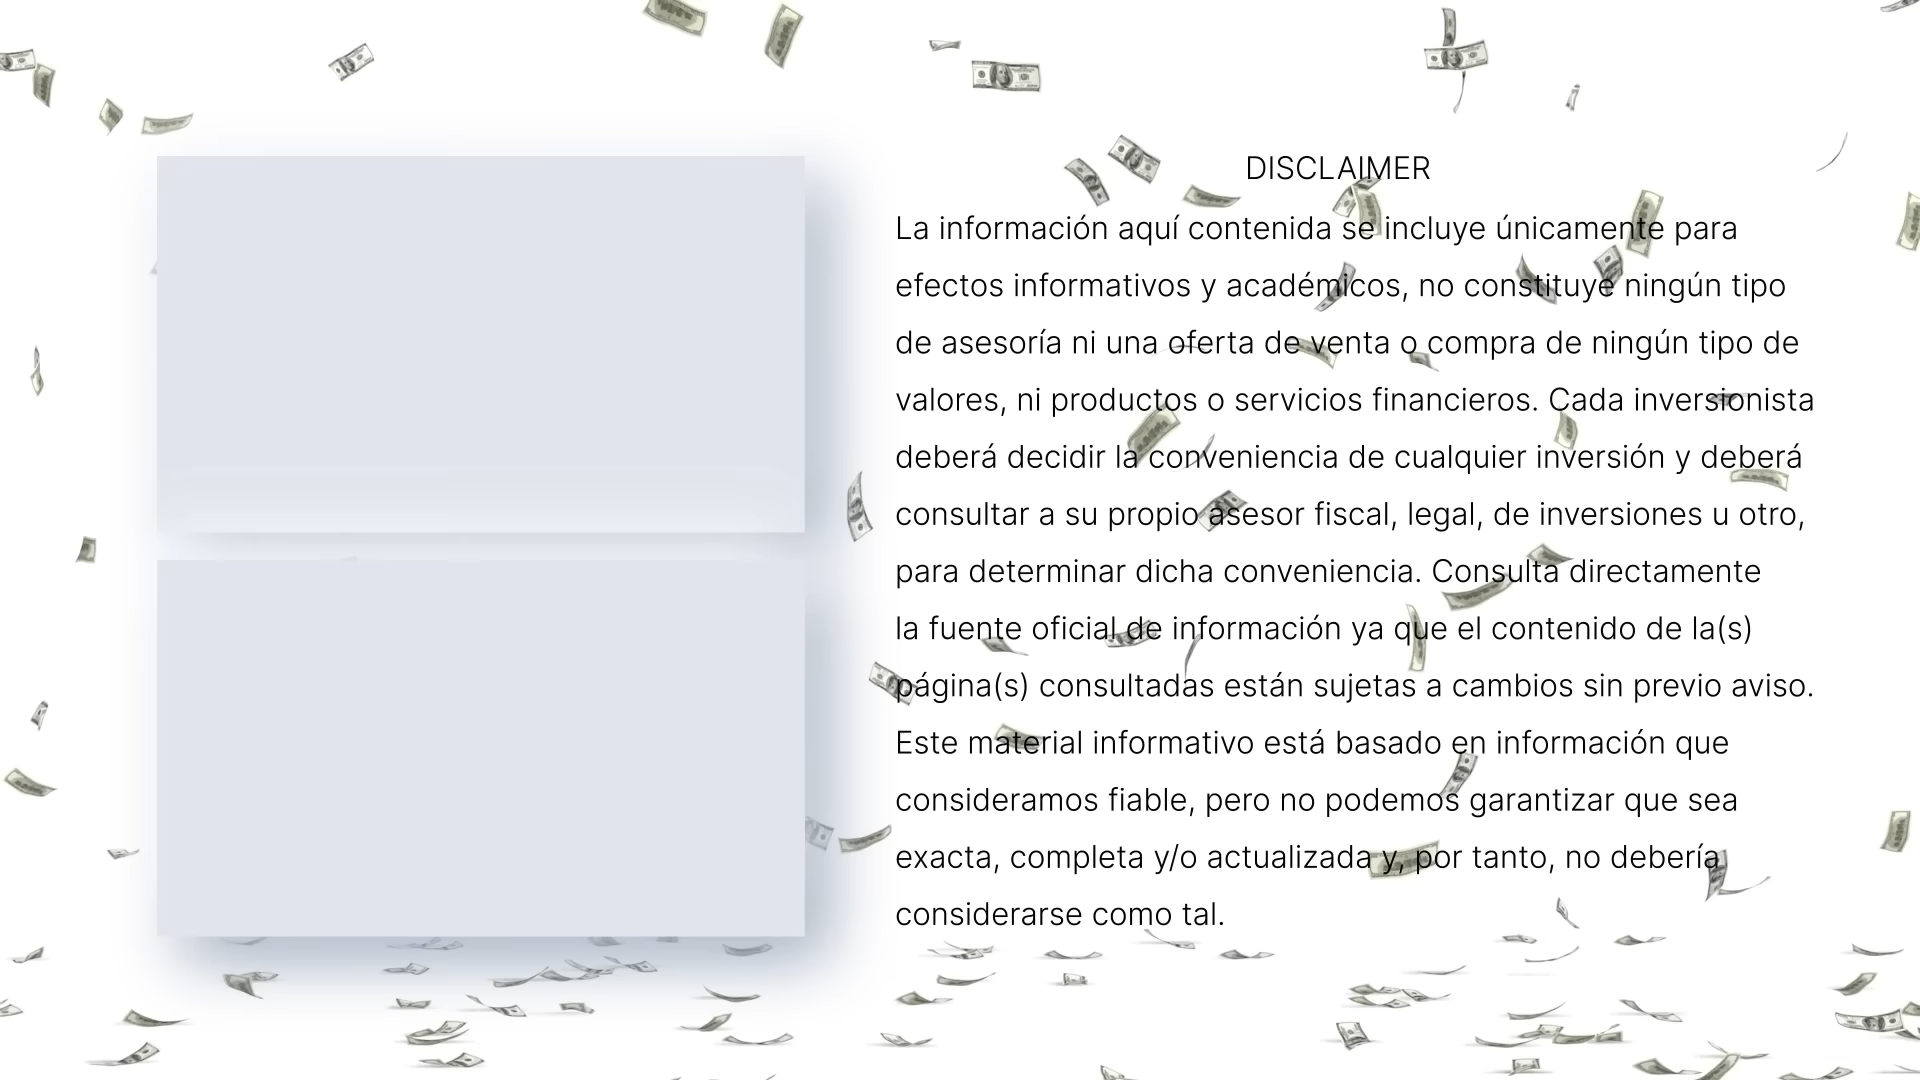 DISCLAIMER
La información aquí contenida se incluye únicamente para
efectos informativos y académicos, no constituye ningún tipo
de asesoría ni una oferta de venta o compra de ningún tipo de
valores, ni productos o servicios financieros. Cada inversionista
deberá decidir la conveniencia de cualquier inversión y deberá
consultar a su propio asesor fiscal, legal, de inversiones u otro,
para determinar dicha conveniencia. Consulta directamente
la fuente oficial de información ya que el contenido de la(s)
página(s) consultadas están sujetas a cambios sin previo aviso.
Este material informativo está basado en información que
consideramos fiable, pero no podemos garantizar que sea
exacta, completa y/o actualizada y, por tanto, no debería
considerarse como tal.